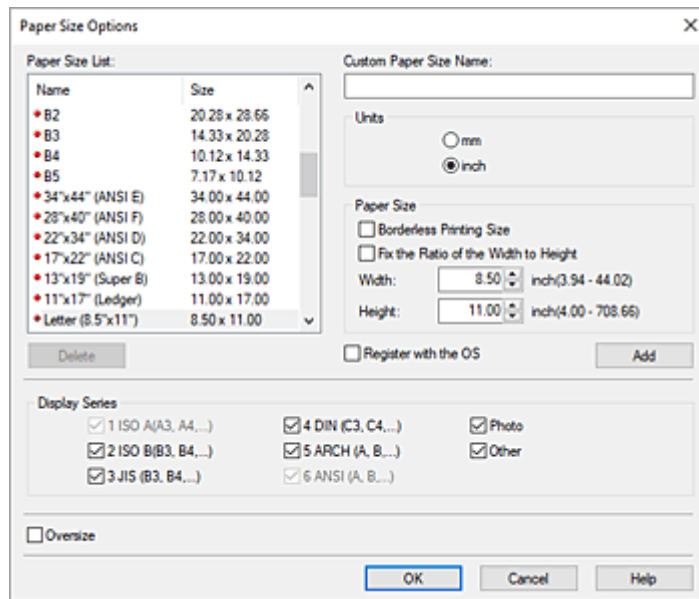 Paper Size Options
Paper Size List:
Name Size
B2 20.28 x 28.66
B3 14.33 x 20.28
B4 10.12 x 14.33
B5 7.17 x 10.12
34"x44" (ANSI E) 34.00 x 44.00
28"x40" (ANSI F) 28.00 x 40.00
22"x34" (ANSI D) 22.00 x 34.00
17"x22" (ANSI C) 17.00 x 22.00
13"x19" (Super B) 13.00 x 19.00
11"x17" (Ledger) 11.00 x 17.00
Letter (8.5"x11") 8.50 x 11.00
Delete
Custom Paper Size Name:
Units
mm
inch
Paper Size
Borderless Printing Size
Fix the Ratio of the Width to Height
Width: 8.50 inch(3.94 - 44.02)
Height: 11.00 inch(4.00 - 708.66)
Register with the OS Add
Display Series
1 ISO A(A3, A4,...) 4 DIN (C3, C4,...) Photo
2 ISO B(B3, B4,...) 5 ARCH (A, B,...) Other
3 JIS (B3, B4,...) 6 ANSI (A, B,...)
Oversize
OK Cancel Help